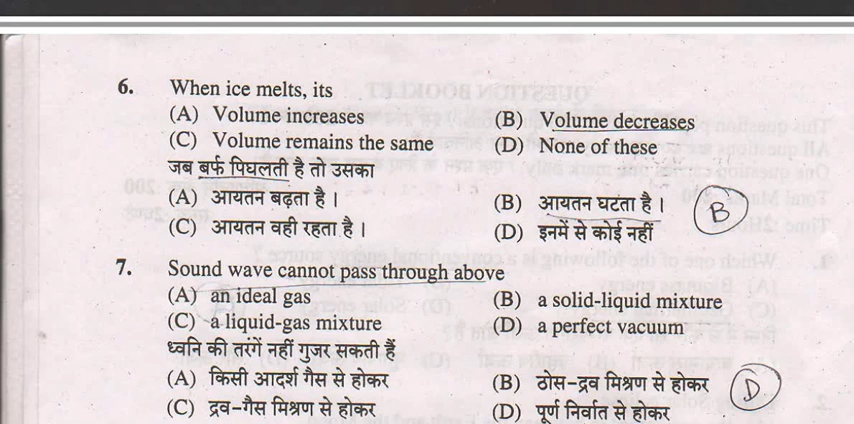 6. When ice melts, its
(A) Volume increases (B) Volume decreases
(C) Volume remains the same (D) None of these
जब बर्फ पिघलती है तो उसका
(A) आयतन बढ़ता है । (B) आयतन घटता है । B
(C) आयतन वही रहता है । (D) इनमें से कोई नहीं
7. Sound wave cannot pass through above
(A) an ideal gas (B) a solid-liquid mixture
(C) a liquid-gas mixture (D) a perfect vacuum
ध्वनि की तरंगें नहीं गुजर सकती हैं
(A) किसी आदर्श गैस से होकर (B) ठोस-द्रव मिश्रण से होकर D
(C) द्रव-गैस मिश्रण से होकर (D) पूर्ण निर्वात से होकर